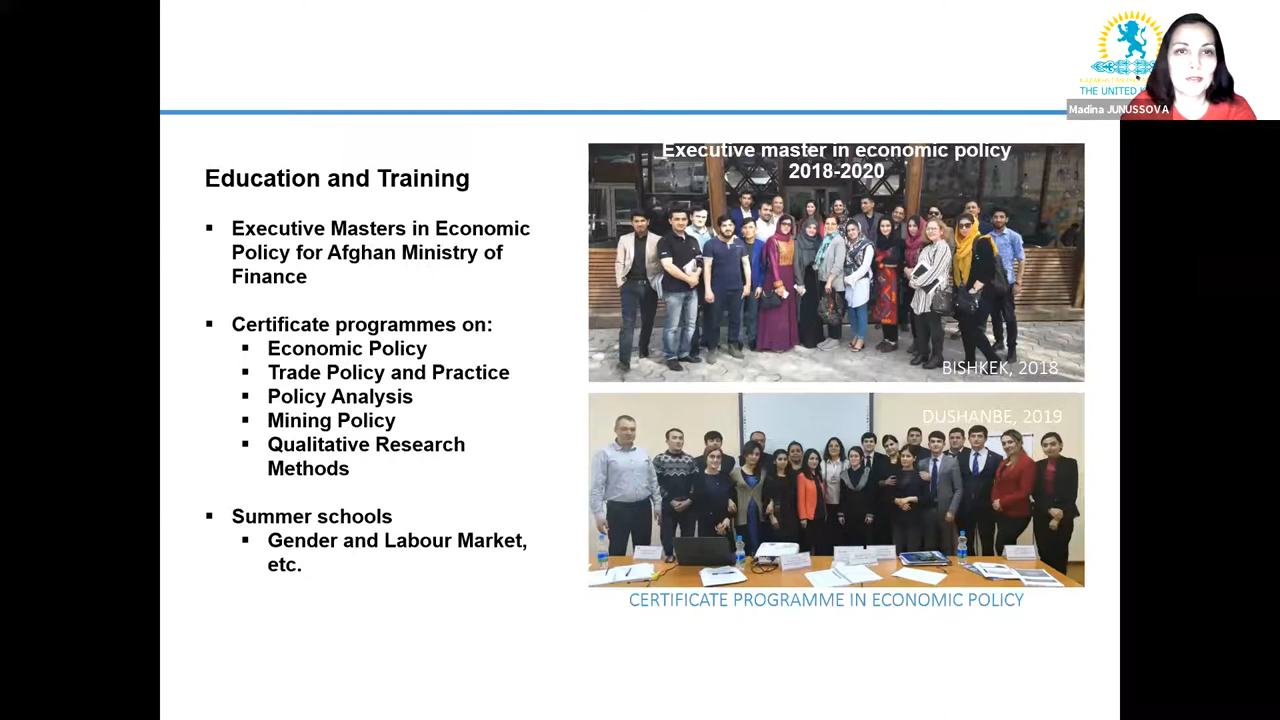 THE UNITED K
Madina JUNUSSOVA
Education and Training
▪ Executive Masters in Economic
Policy for Afghan Ministry of
Finance
▪ Certificate programmes on:
▪ Economic Policy
▪ Trade Policy and Practice
▪ Policy Analysis
▪ Mining Policy
▪ Qualitative Research
Methods
▪ Summer schools
▪ Gender and Labour Market,
etc.
Executive master in economic policy
2018-2020
BISHKEK, 2018
DUSHANBE, 2019
CERTIFICATE PROGRAMME IN ECONOMIC POLICY